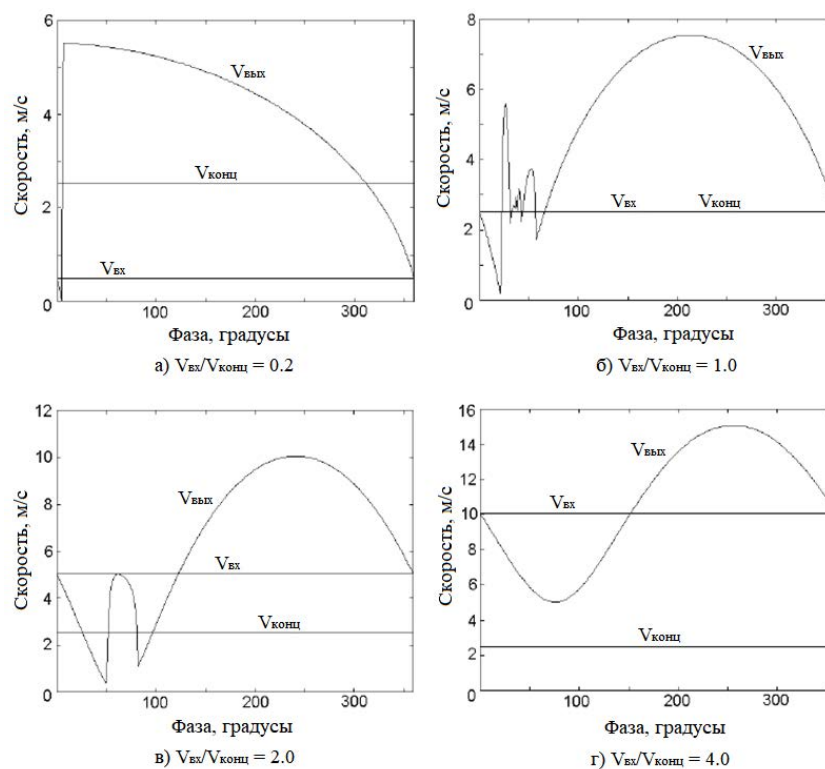 6
4
2
0
100
200
300
Скорость, м/с
Фаза, градусы
Vвых
Vконц
Vвх
а) Vвх/Vконц = 0.2
8
6
4
2
0
100
200
300
Скорость, м/с
Фаза, градусы
Vвых
Vвх
Vконц
б) Vвх/Vконц = 1.0
12
10
8
6
4
2
0
100
200
300
Скорость, м/с
Фаза, градусы
Vвых
Vвх
Vконц
в) Vвх/Vконц = 2.0
16
14
12
10
8
6
4
2
0
100
200
300
Скорость, м/с
Фаза, градусы
Vвых
Vвх
Vконц
г) Vвх/Vконц = 4.0